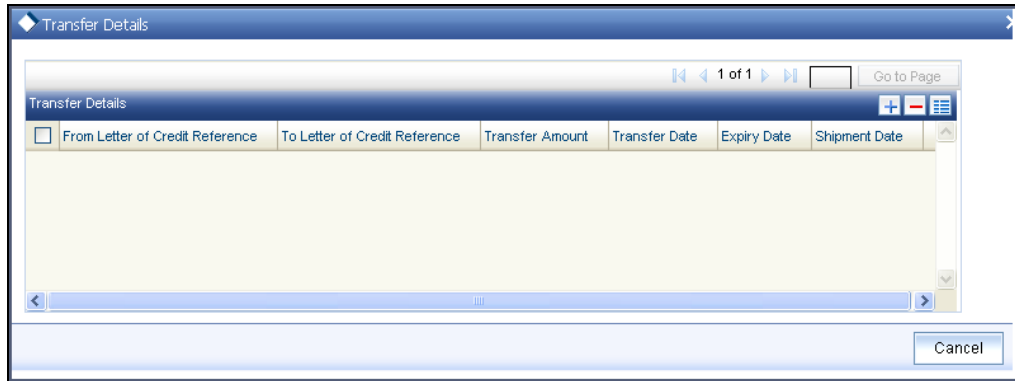 Transfer Details
1 of 1 Go to Page
Transfer Details
From Letter of Credit Reference To Letter of Credit Reference Transfer Amount Transfer Date Expiry Date Shipment Date
Cancel